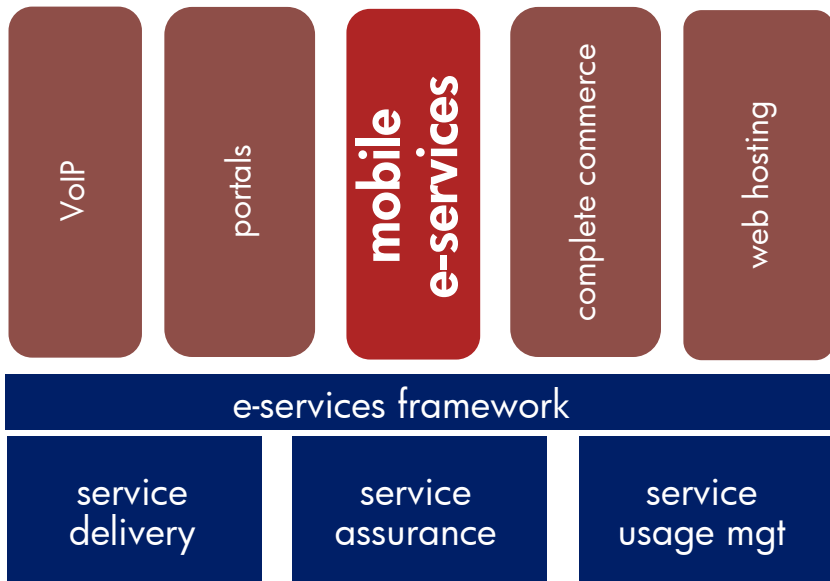 VoIP
portals
mobile
e-services
complete commerce
web hosting
e-services framework
service
delivery
service
assurance
service
usage mgt